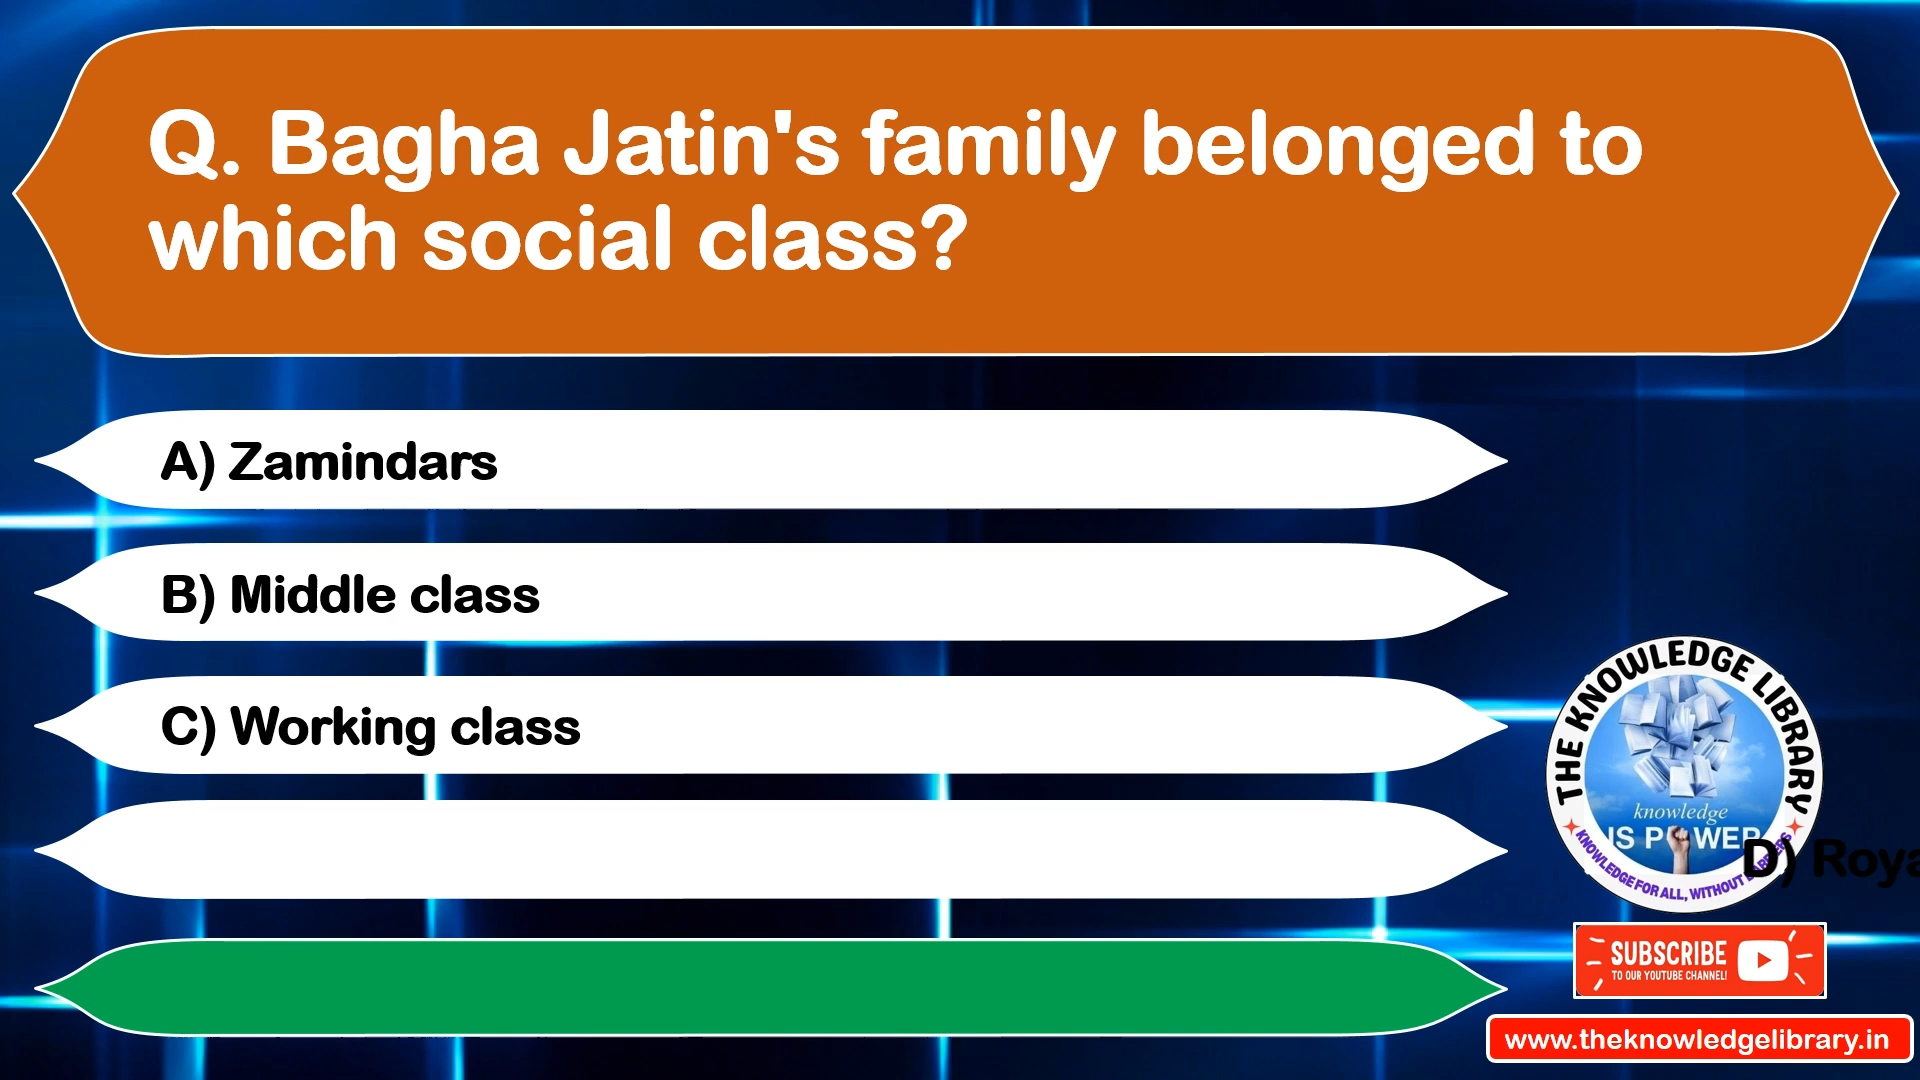 Q. Bagha Jatin's family belonged to
which social class?
A) Zamindars
B) Middle class
C) Working class
THE KNOWLEDGE LIBRARY
knowledge
IS POWER
KNOWLEDGE FOR ALL, WITHOUT
D)
SUBSCRIBE
TO OUR YOUTUBE CHANNEL!
www.theknowledgelibrary.in